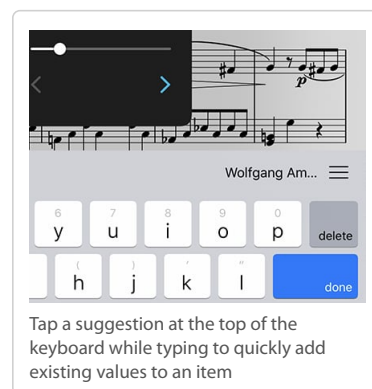 p
Wolfgang Am...
6 7 8 9 0
y u i o p delete
( ) ' "
h j k l done
Tap a suggestion at the top of the
keyboard while typing to quickly add
existing values to an item